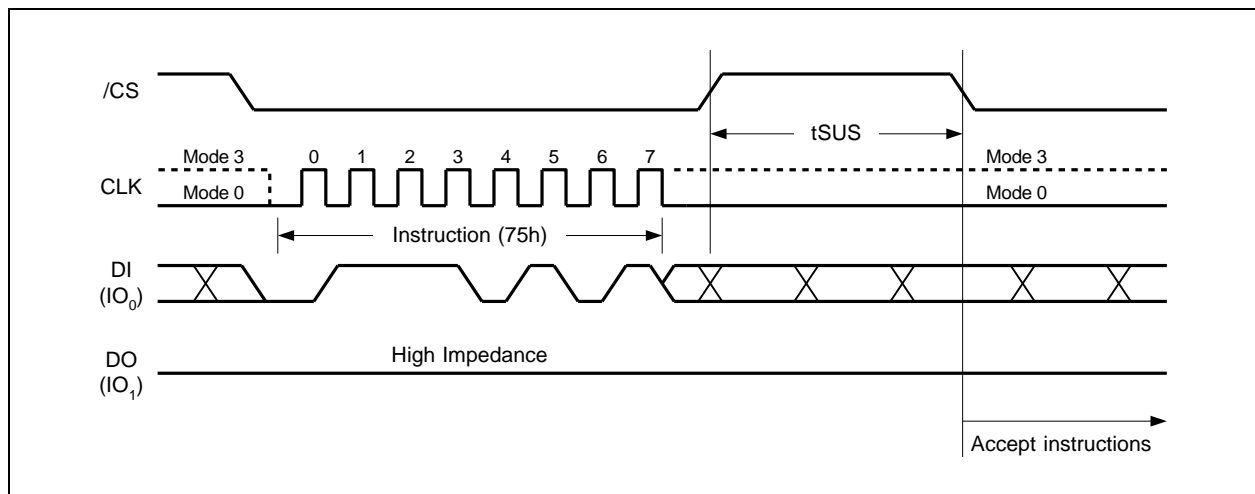 /CS
tSUS
Mode 3 0 1 2 3 4 5 6 7 Mode 3
CLK
Mode 0 Mode 0
Instruction (75h)
DI
(IO₀)
High Impedance
DO
(IO₁)
Accept instructions